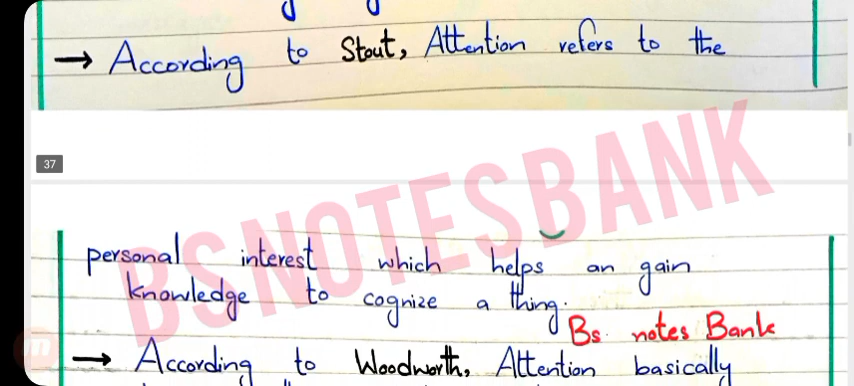 → According to Stout, Attention refers to the
37
BSNOTESBANK
personal interest which helps an gain
knowledge to cognize a thing.
Bs notes Bank
→ According to Woodworth, Attention basically